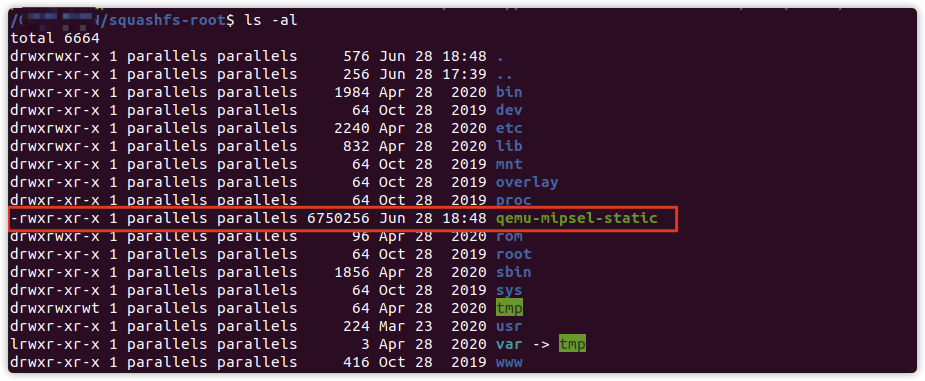 /squashfs-root$ ls -al
total 6664
drwxrwxr-x 1 parallels parallels     576 Jun 28 18:48 .
drwxr-xr-x 1 parallels parallels     256 Jun 28 17:39 ..
drwxr-xr-x 1 parallels parallels    1984 Apr 28  2020 bin
drwxr-xr-x 1 parallels parallels      64 Oct 28  2019 dev
drwxr-xr-x 1 parallels parallels    2240 Apr 28  2020 etc
drwxrwxr-x 1 parallels parallels     832 Apr 28  2020 lib
drwxr-xr-x 1 parallels parallels      64 Oct 28  2019 mnt
drwxr-xr-x 1 parallels parallels      64 Oct 28  2019 overlay
drwxr-xr-x 1 parallels parallels      64 Oct 28  2019 proc
-rwxr-xr-x 1 parallels parallels 6750256 Jun 28 18:48 qemu-mipsel-static
drwxrwxr-x 1 parallels parallels      96 Apr 28  2020 rom
drwxr-xr-x 1 parallels parallels      64 Oct 28  2019 root
drwxr-xr-x 1 parallels parallels    1856 Apr 28  2020 sbin
drwxr-xr-x 1 parallels parallels      64 Oct 28  2019 sys
drwxrwxrwt 1 parallels parallels      64 Apr 28  2020 tmp
drwxr-xr-x 1 parallels parallels     224 Mar 23  2020 usr
lrwxr-xr-x 1 parallels parallels       3 Apr 28  2020 var -> tmp
drwxr-xr-x 1 parallels parallels     416 Oct 28  2019 www